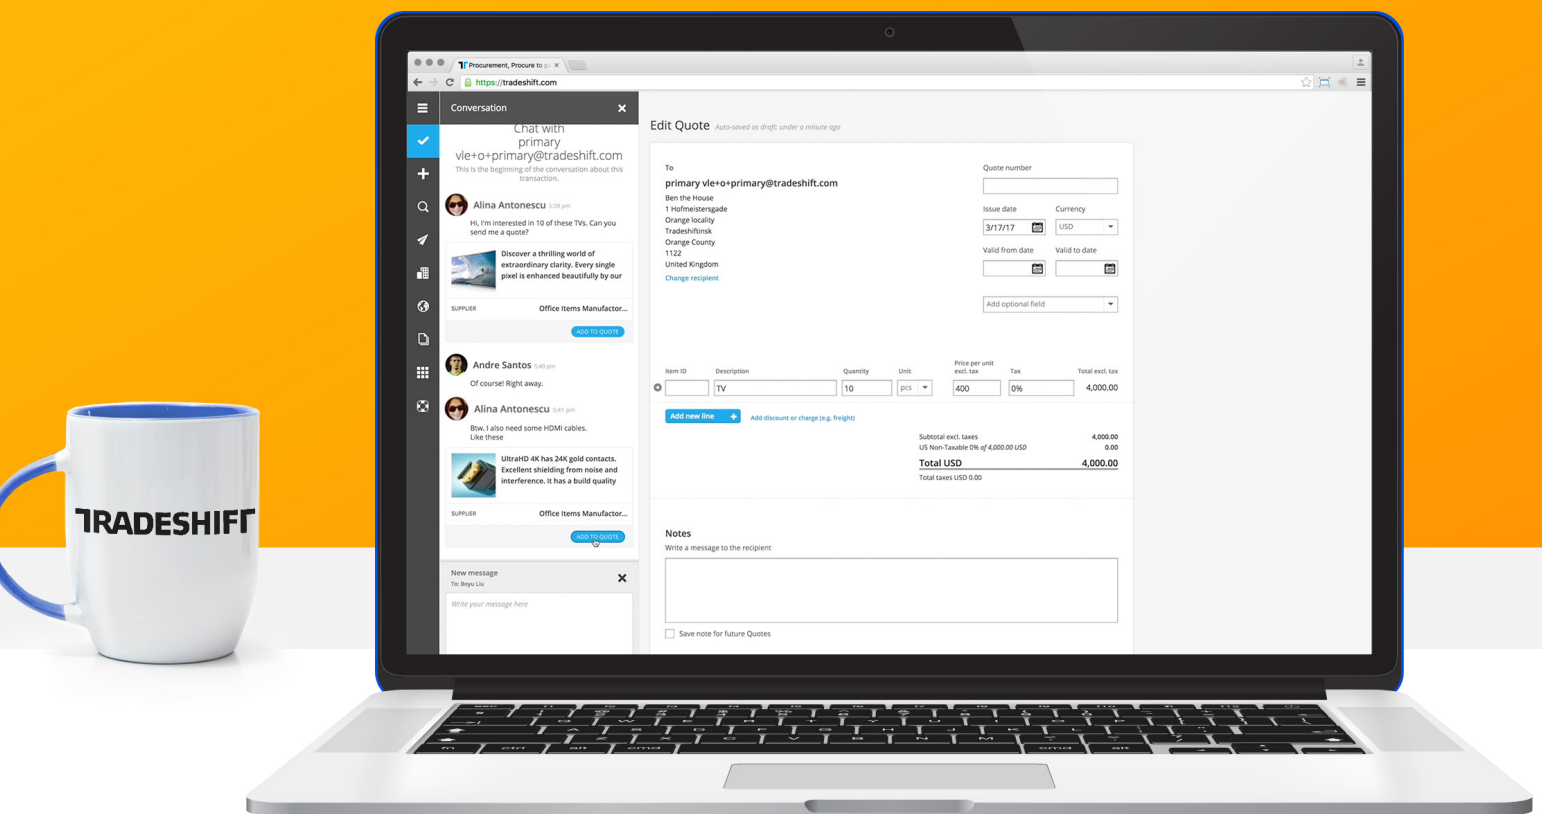 TRADESHIFT
Procurement, Procure to
https://tradeshift.com
Conversation
Chat with
primary
vle+o+primary@tradeshift.com
This is the beginning of the conversation about this
transaction.
Alina Antonescu 5:39 pm
Hi, I'm interested in 10 of these TVs. Can you
send me a quote?
Discover a thrilling world of
extraordinary clarity. Every single
pixel is enhanced beautifully by our
SUPPLIER Office Items Manufactor...
ADD TO QUOTE
Andre Santos 5:40 pm
Of course! Right away.
Alina Antonescu 5:41 pm
Btw. I also need some HDMI cables.
Like these
UltraHD 4K has 24K gold contacts.
Excellent shielding from noise and
interference. It has a build quality
SUPPLIER Office Items Manufactor...
ADD TO QUOTE
New message
To: Boyu Liu
Write your message here
Edit Quote Auto-saved as draft: under a minute ago
To
primary vle+o+primary@tradeshift.com
Ben the House
1 Hofmeistersgade
Orange locality
Tradeshiftinsk
Orange County
1122
United Kingdom
Change recipient
Quote number
Issue date Currency
3/17/17 USD
Valid from date Valid to date
Add optional field
Item ID Description Quantity Unit Price per unit excl. tax Tax Total excl. tax
TV 10 pcs 400 0% 4,000.00
Add new line + Add discount or charge (e.g. freight)
Subtotal excl. taxes 4,000.00
US Non-Taxable 0% of 4,000.00 USD 0.00
Total USD 4,000.00
Total taxes USD 0.00
Notes
Write a message to the recipient
Save note for future Quotes